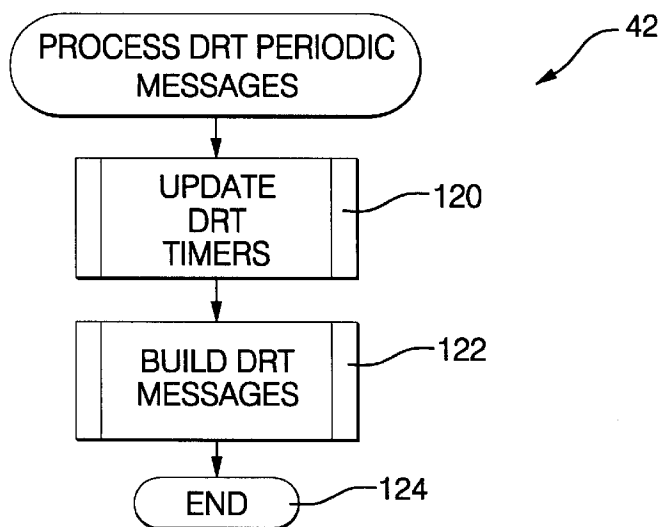 PROCESS DRT PERIODIC
MESSAGES
42
UPDATE
DRT
TIMERS
120
BUILD DRT
MESSAGES
122
END
124